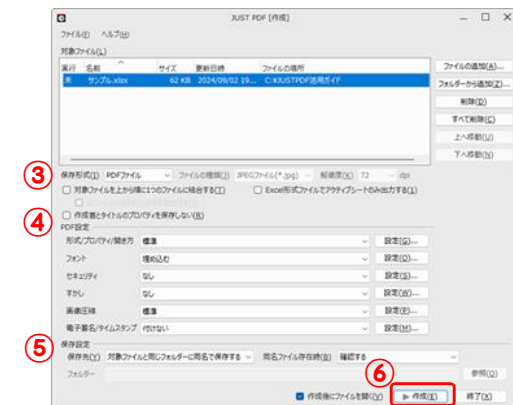 JUST PDF [作成]
ファイル(F) ヘルプ(H)
対象ファイル(L)
実行 名前 サイズ 更新日時 ファイルの場所
未 サンプル.xlsx 62 KB 2024/09/02 19... C:¥JUSTPDF活用ガイド
ファイルの追加(A)...
フォルダーから追加(Z)...
削除(D)
すべて削除(C)
上へ移動(U)
下へ移動(N)
③ 保存形式(I) PDFファイル ファイルの種類(J) JPEGファイル(*.jpg) 解像度(K) 72 dpi
対象ファイルを上から順に1つのファイルに結合する(T) Excel形式ファイルでアクティブシートのみ出力する(1)
④ 作成者とタイトルのプロパティを保存しない(R)
PDF設定
形式/プロパティ/開き方 標準 設定(G)...
フォント 埋め込む 設定(Q)...
セキュリティ なし 設定(S)...
すかし なし 設定(W)...
画像圧縮 標準 設定(P)...
電子署名/タイムスタンプ 付けない 設定(M)...
⑤ 保存設定
保存先(Y) 対象ファイルと同じフォルダーに同名で保存する 同名ファイル存在時(B) 確認する
フォルダー 参照(O)
⑥
作成後にファイルを開く(V) 作成(E) 終了(X)